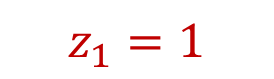 z₁ = 1